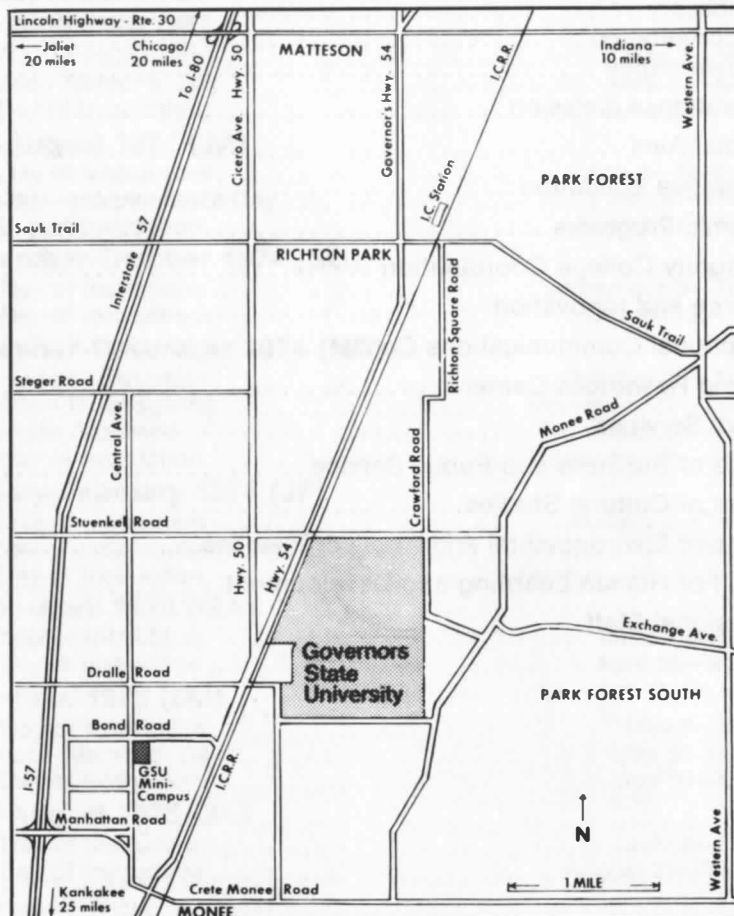 Lincoln Highway - Rte. 30
Joliet
20 miles
Chicago
20 miles
To I-80
Cicero Ave. Hwy. 50
MATTESON
Governor's Hwy. 54
I.C.R.R.
Indiana
10 miles
Western Ave.
I.C. Station
PARK FOREST
Sauk Trail
Interstate 57
RICHTON PARK
Richton Square Road
Sauk Trail
Steger Road
Central Ave.
Crawford Road
Monee Road
Stuenkel Road
Hwy. 50
Hwy. 54
Governors
State
University
Exchange Ave.
Dralle Road
PARK FOREST SOUTH
Bond Road
I-57
GSU
Mini-
Campus
I.C.R.R.
Manhattan Road
N
Western Ave
Kankakee
25 miles
Crete Monee Road
1 MILE
MONEE